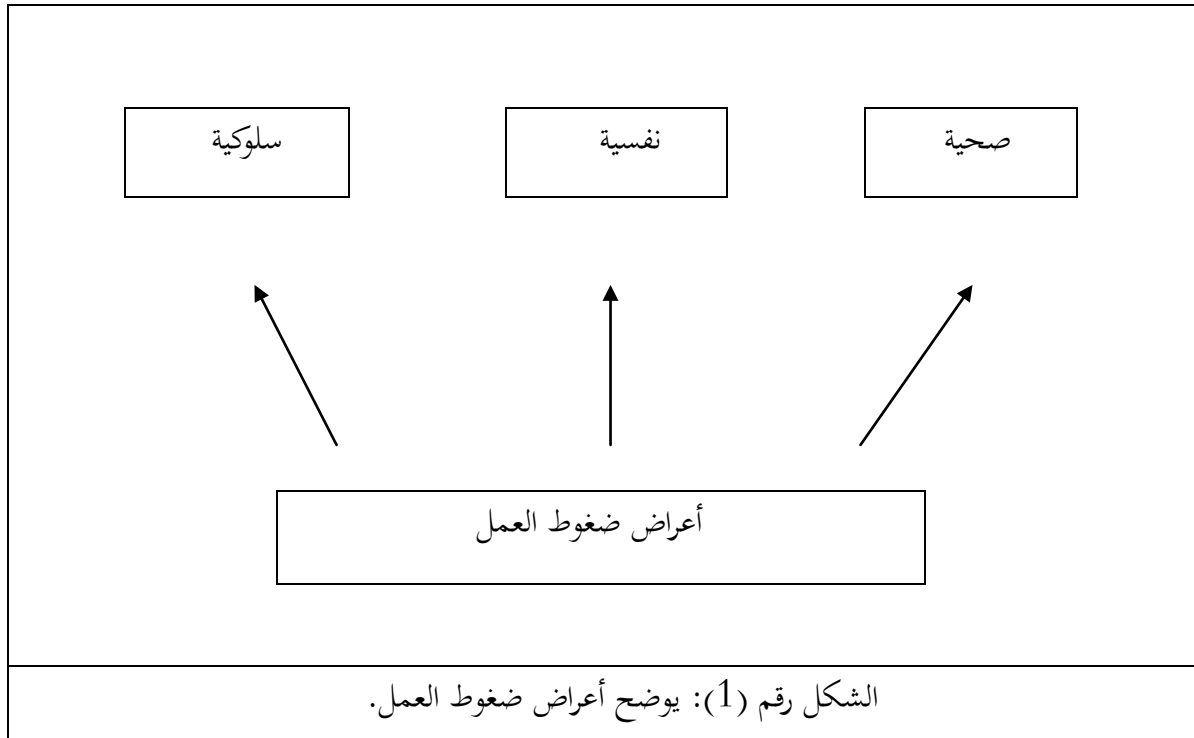 صحية
نفسية
سلوكية
أعراض ضغوط العمل
الشكل رقم (1): يوضح أعراض ضغوط العمل.